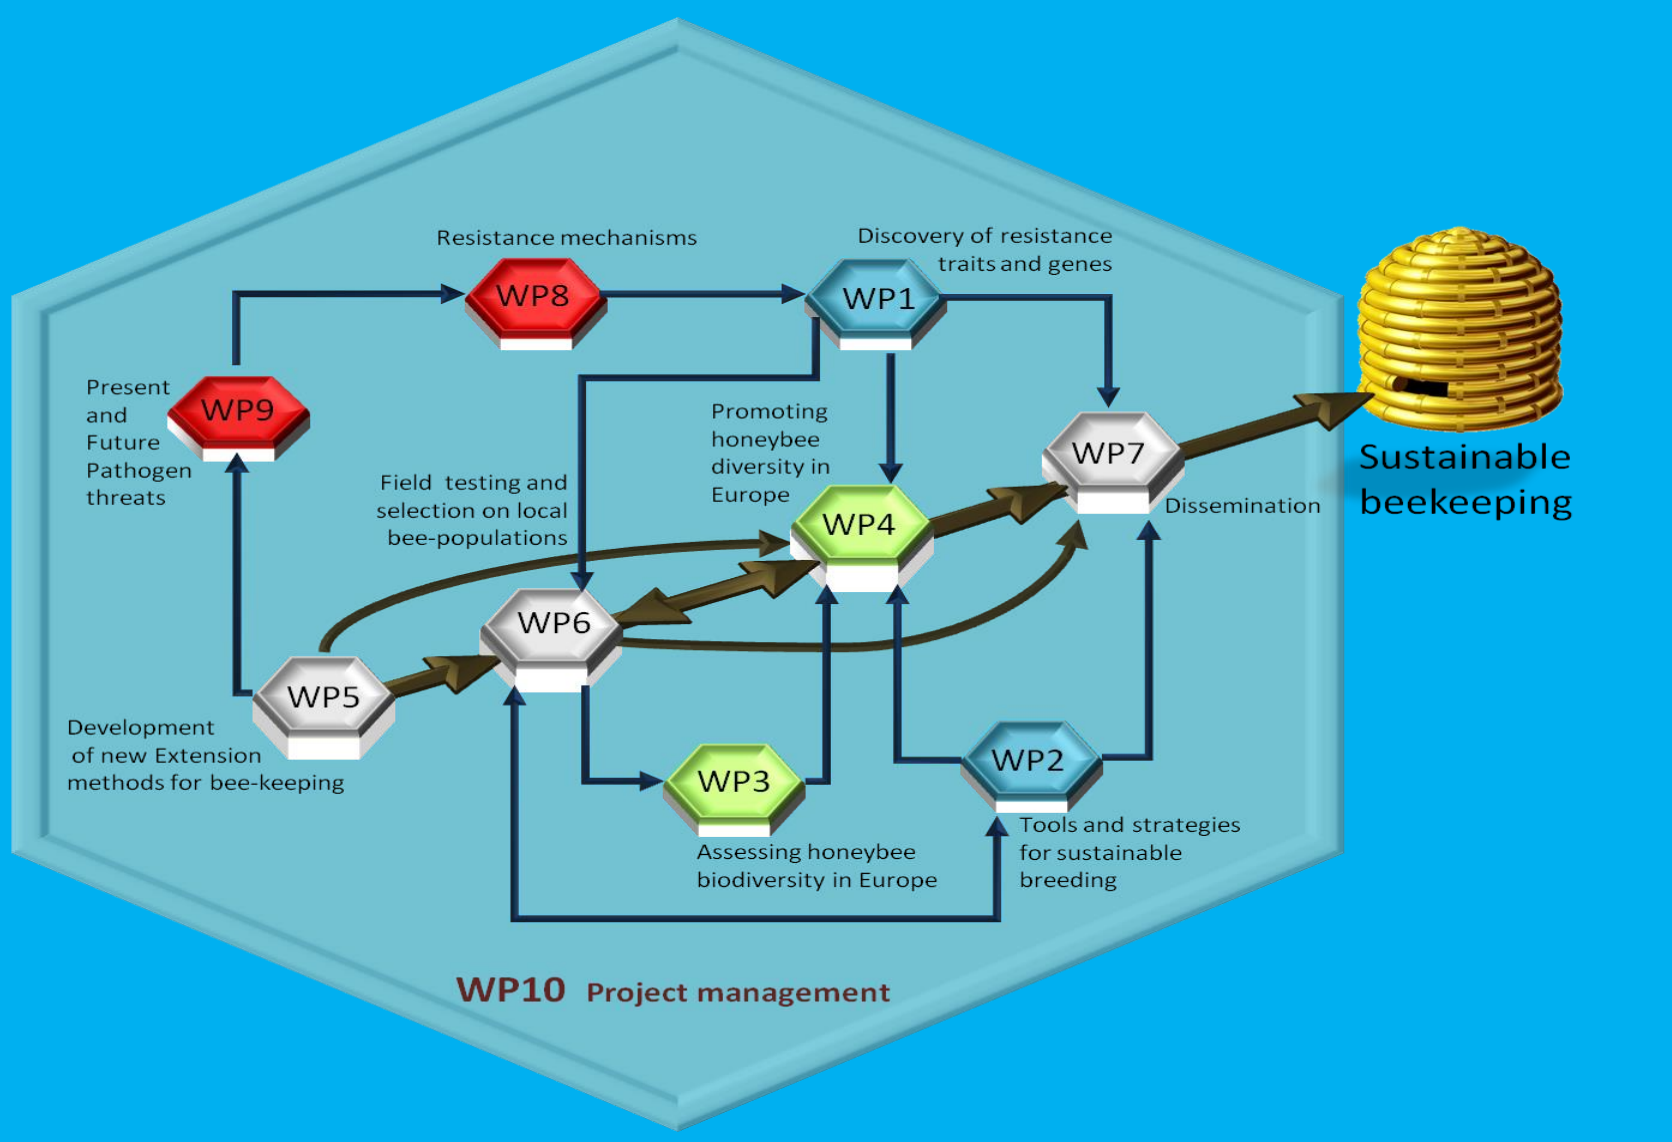 Resistance mechanisms
WP8
Discovery of resistance
traits and genes
WP1
Present
and
Future
Pathogen
threats
WP9
Promoting
honeybee
diversity in
Europe
WP4
WP7
Dissemination
Sustainable
beekeeping
Field testing and
selection on local
bee-populations
WP6
WP5
Development
of new Extension
methods for bee-keeping
WP3
Assessing honeybee
biodiversity in Europe
WP2
Tools and strategies
for sustainable
breeding
WP10 Project management